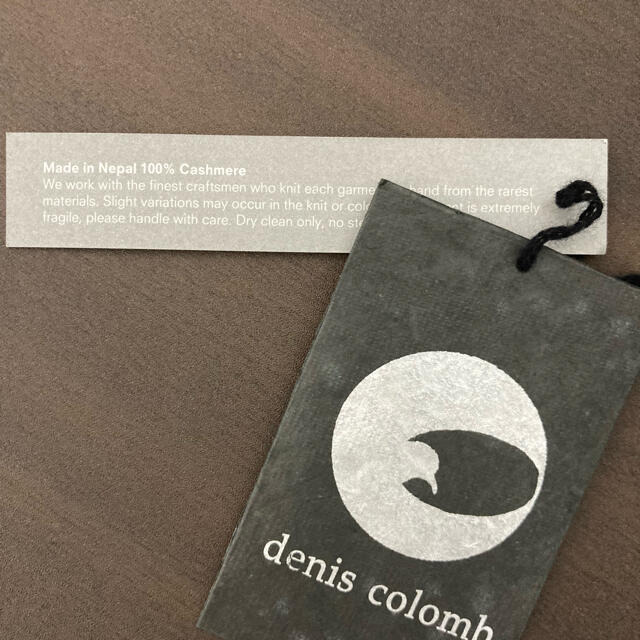 Made in Nepal 100% Cashmere
We work with the finest craftsmen who knit each garme hand from the rarest
materials. Slight variations may occur in the knit or colo is extremely
fragile, please handle with care. Dry clean only, no ste
denis colomb